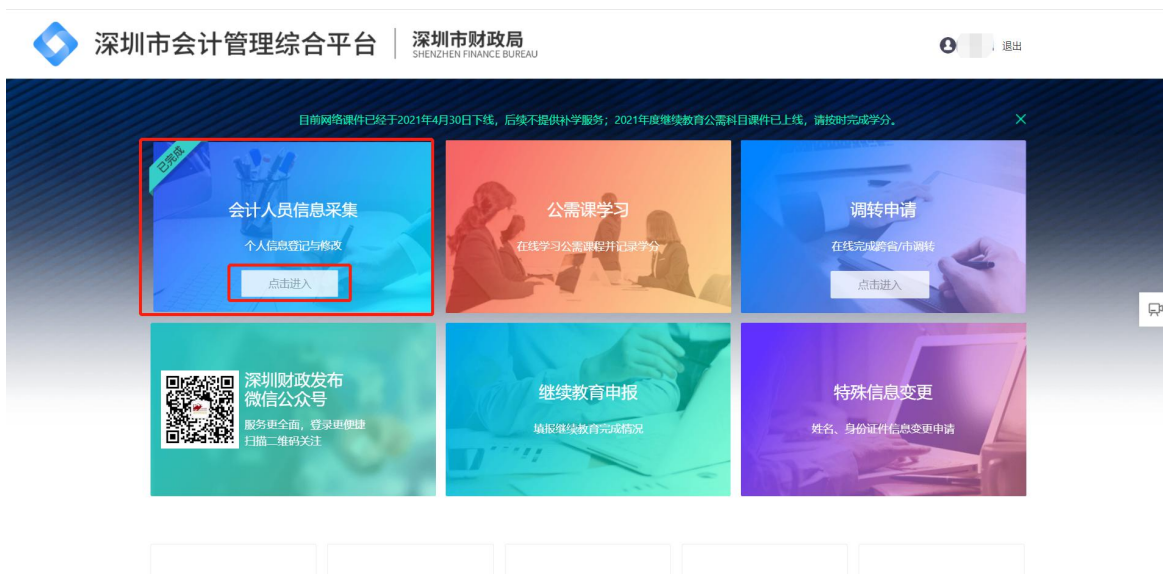 深圳市会计管理综合平台
深圳市财政局
SHENZHEN FINANCE BUREAU
退出
目前网络课件已经于2021年4月30日下线，后续不提供补学服务；2021年度继续教育公需科目课件已上线，请按时完成学分。
已完成
会计人员信息采集
个人信息登记与修改
点击进入
公需课学习
在线学习公需课程并记录学分
调转申请
在线完成跨省/市调转
点击进入
深圳财政发布
微信公众号
服务更全面，登录更便捷
扫描二维码关注
继续教育申报
填报继续教育完成情况
特殊信息变更
姓名、身份证件信息变更申请